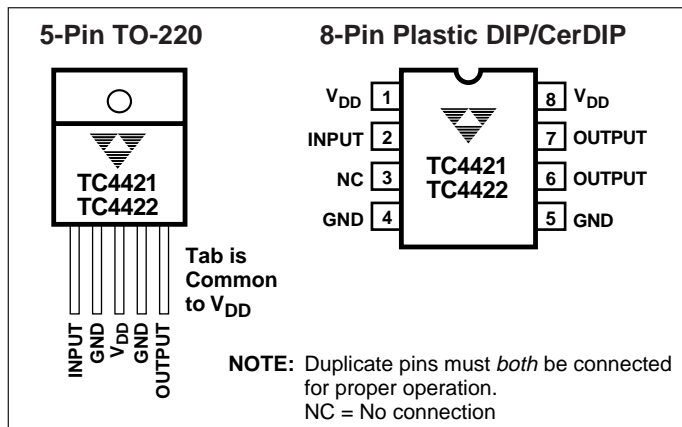 5-Pin TO-220
TC4421
TC4422
Tab is
Common
to VDD
INPUT
GND
VDD
GND
OUTPUT
8-Pin Plastic DIP/CerDIP
VDD 1
INPUT 2
NC 3
GND 4
TC4421
TC4422
8 VDD
7 OUTPUT
6 OUTPUT
5 GND
NOTE: Duplicate pins must both be connected
for proper operation.
NC = No connection